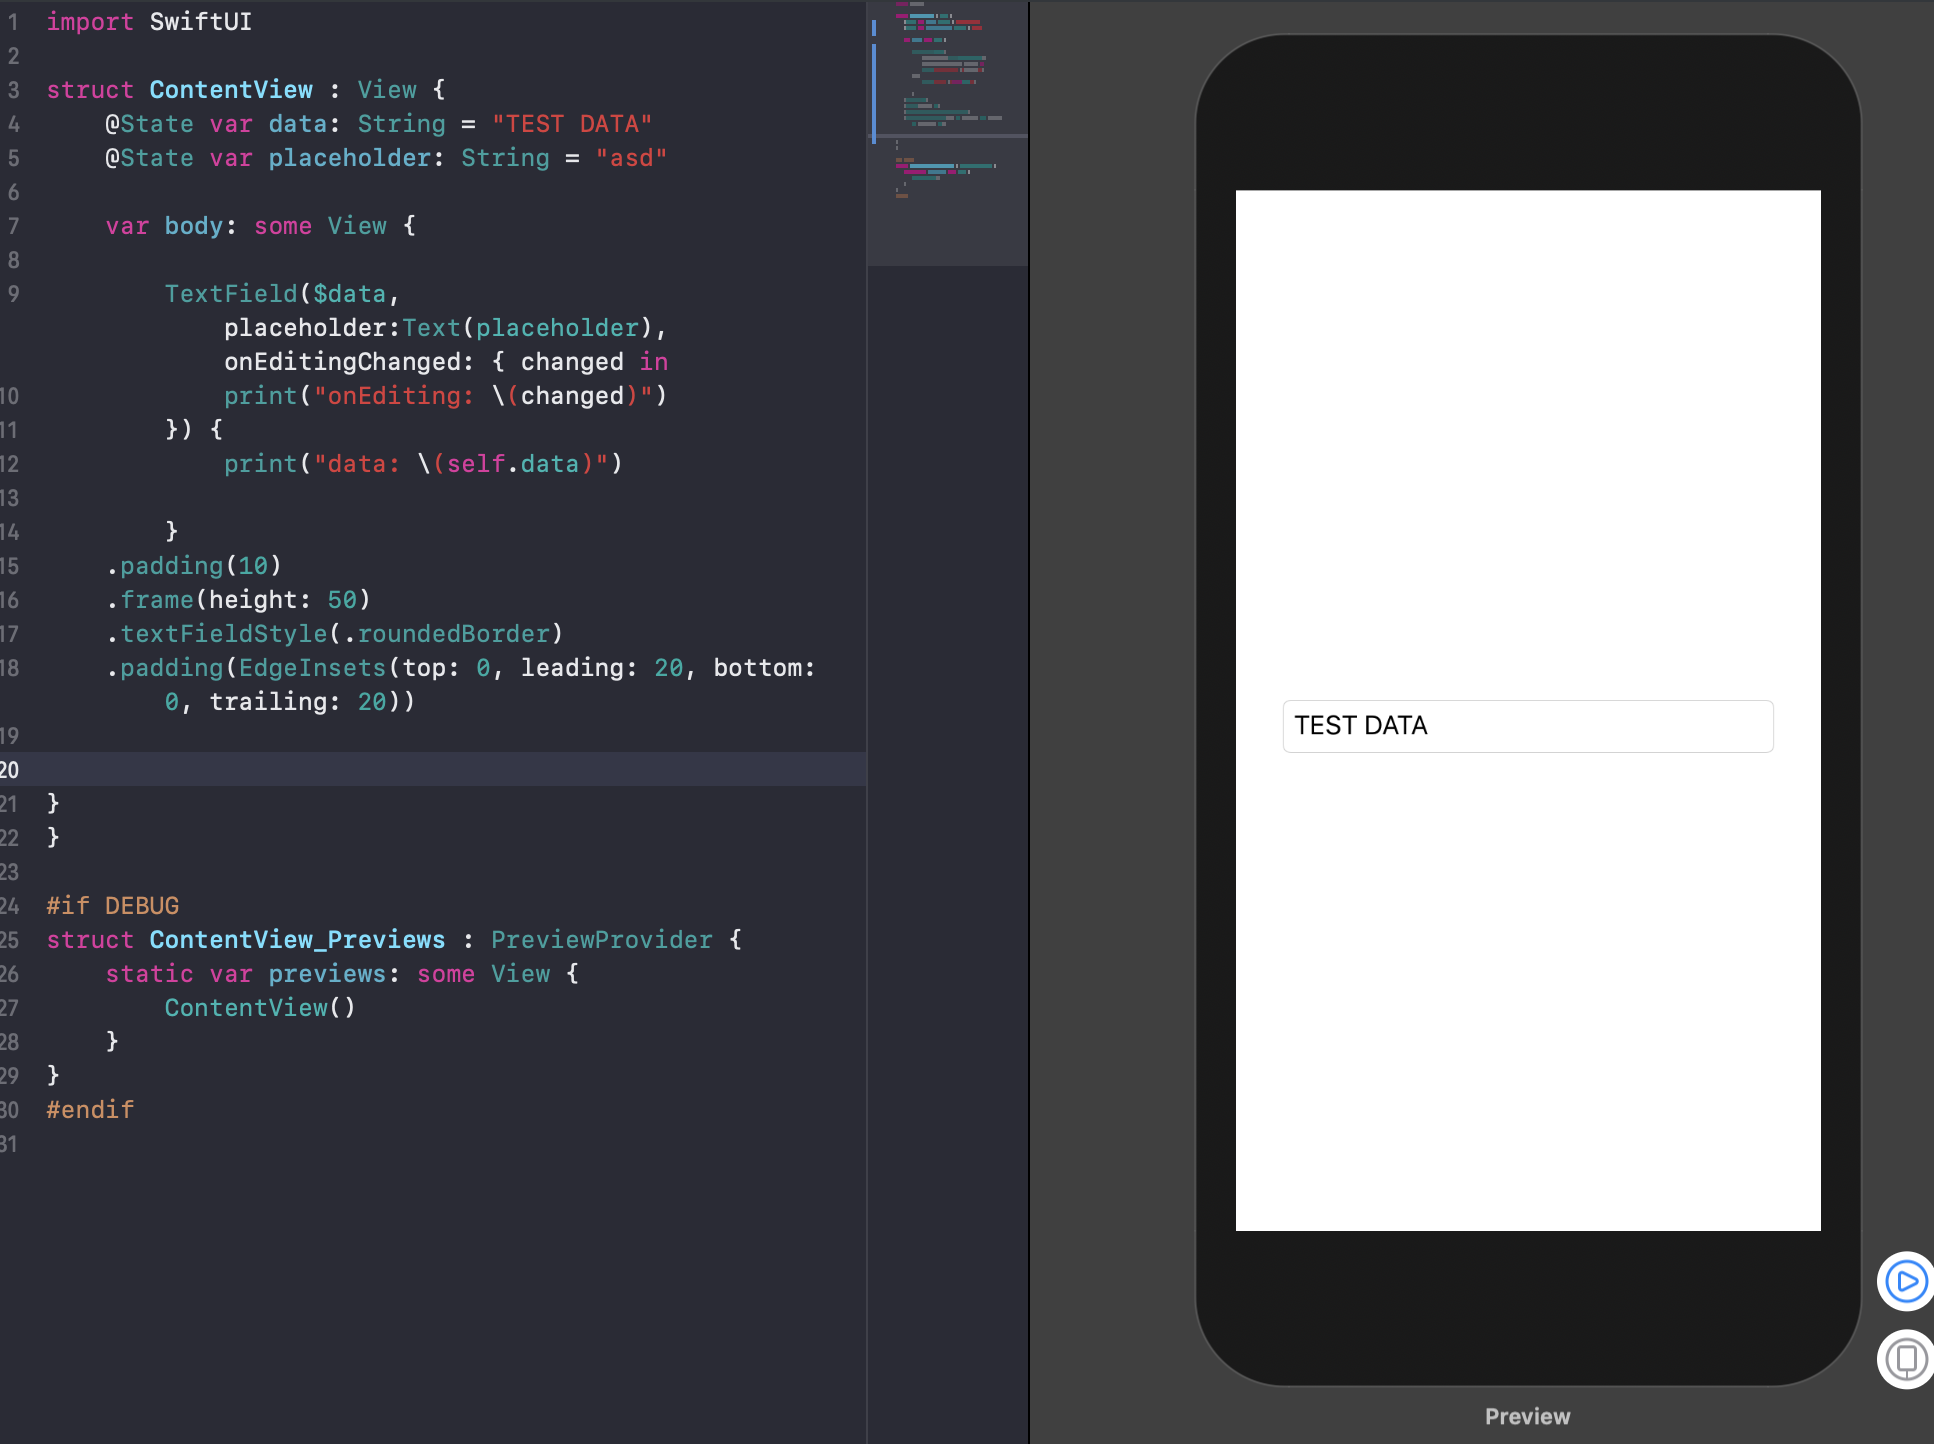 1 import SwiftUI
2
3 struct ContentView : View {
4     @State var data: String = "TEST DATA"
5     @State var placeholder: String = "asd"
6
7     var body: some View {
8
9         TextField($data,
            placeholder:Text(placeholder),
            onEditingChanged: { changed in
10            print("onEditing: \(changed)")
11        }) {
12            print("data: \(self.data)")
13
14        }
15    .padding(10)
16    .frame(height: 50)
17    .textFieldStyle(.roundedBorder)
18    .padding(EdgeInsets(top: 0, leading: 20, bottom:
        0, trailing: 20))
19
20
21 }
22 }
23
24 #if DEBUG
25 struct ContentView_Previews : PreviewProvider {
26     static var previews: some View {
27         ContentView()
28     }
29 }
30 #endif
31
TEST DATA
Preview